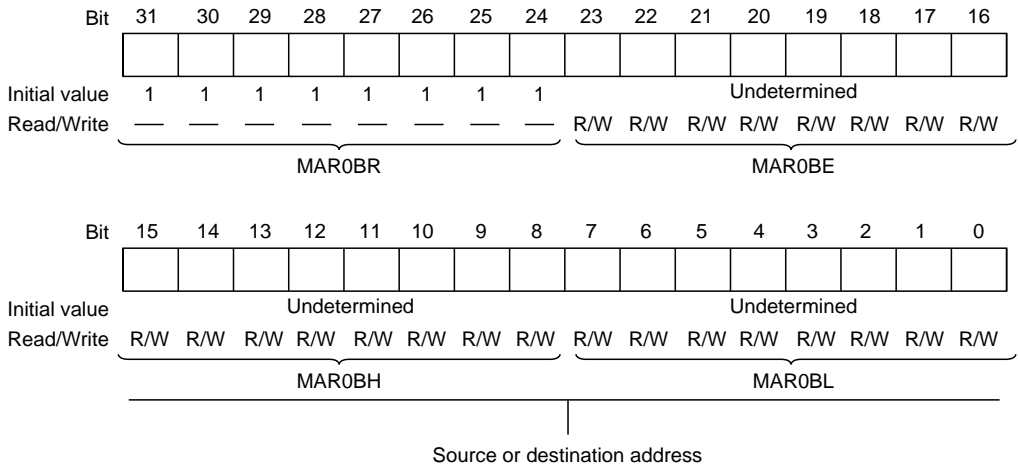 Bit 31 30 29 28 27 26 25 24 23 22 21 20 19 18 17 16
Initial value 1 1 1 1 1 1 1 1 Undetermined
Read/Write — — — — — — — — R/W R/W R/W R/W R/W R/W R/W R/W
MAR0BR MAR0BE
Bit 15 14 13 12 11 10 9 8 7 6 5 4 3 2 1 0
Initial value Undetermined Undetermined
Read/Write R/W R/W R/W R/W R/W R/W R/W R/W R/W R/W R/W R/W R/W R/W R/W R/W
MAR0BH MAR0BL
Source or destination address